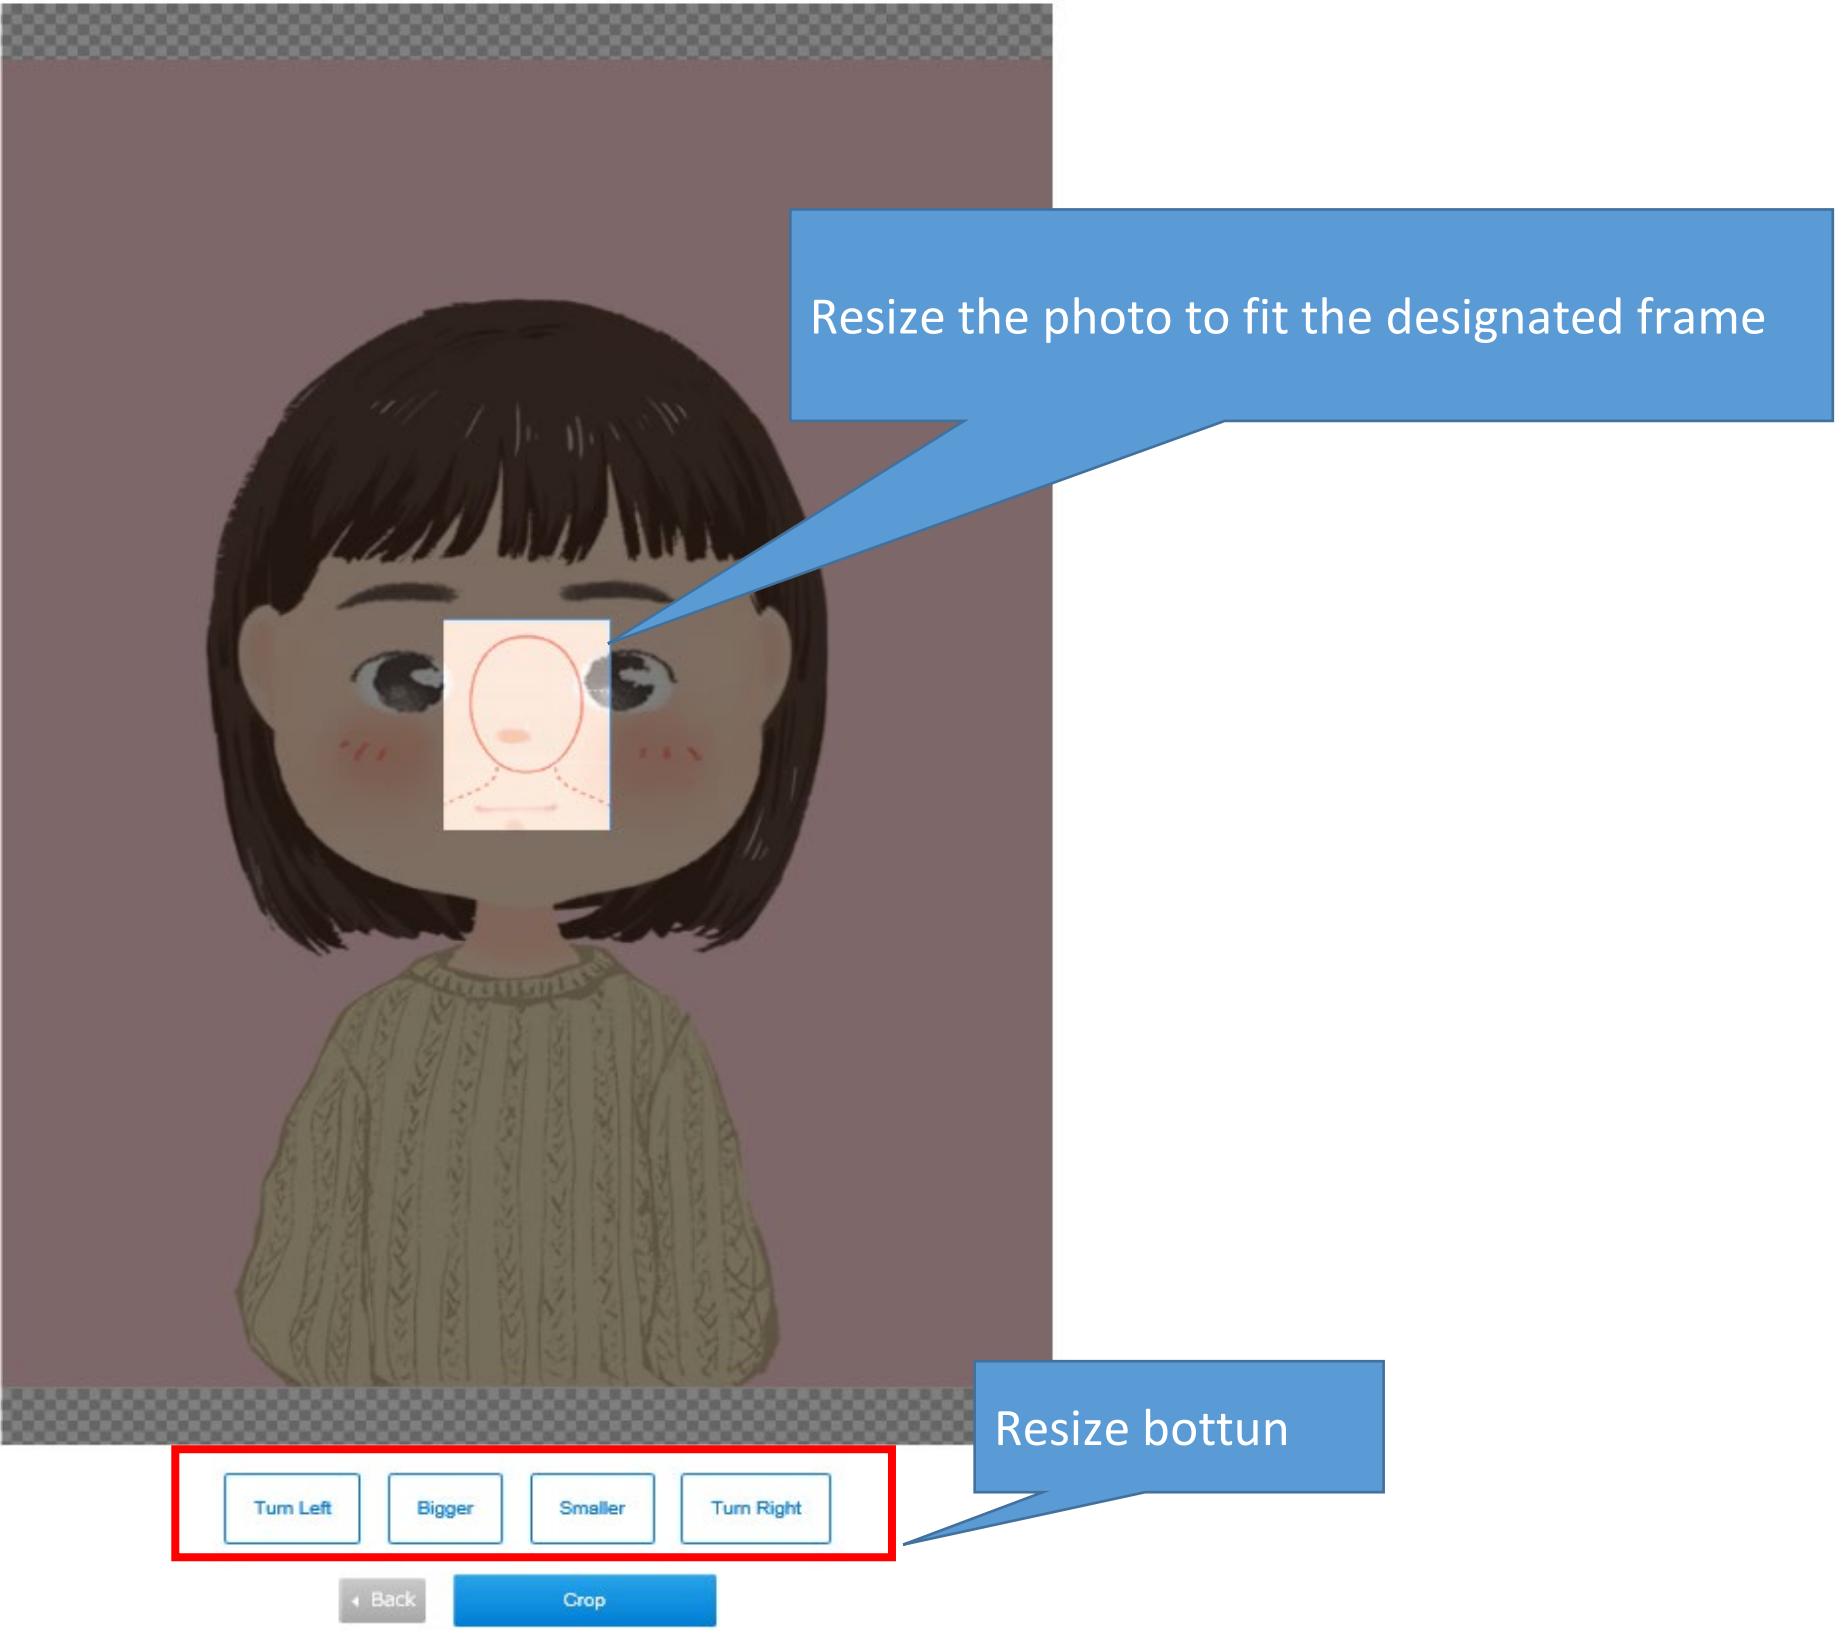 Resize the photo to fit the designated frame
Resize bottun
Turn Left
Bigger
Smaller
Turn Right
Back
Crop